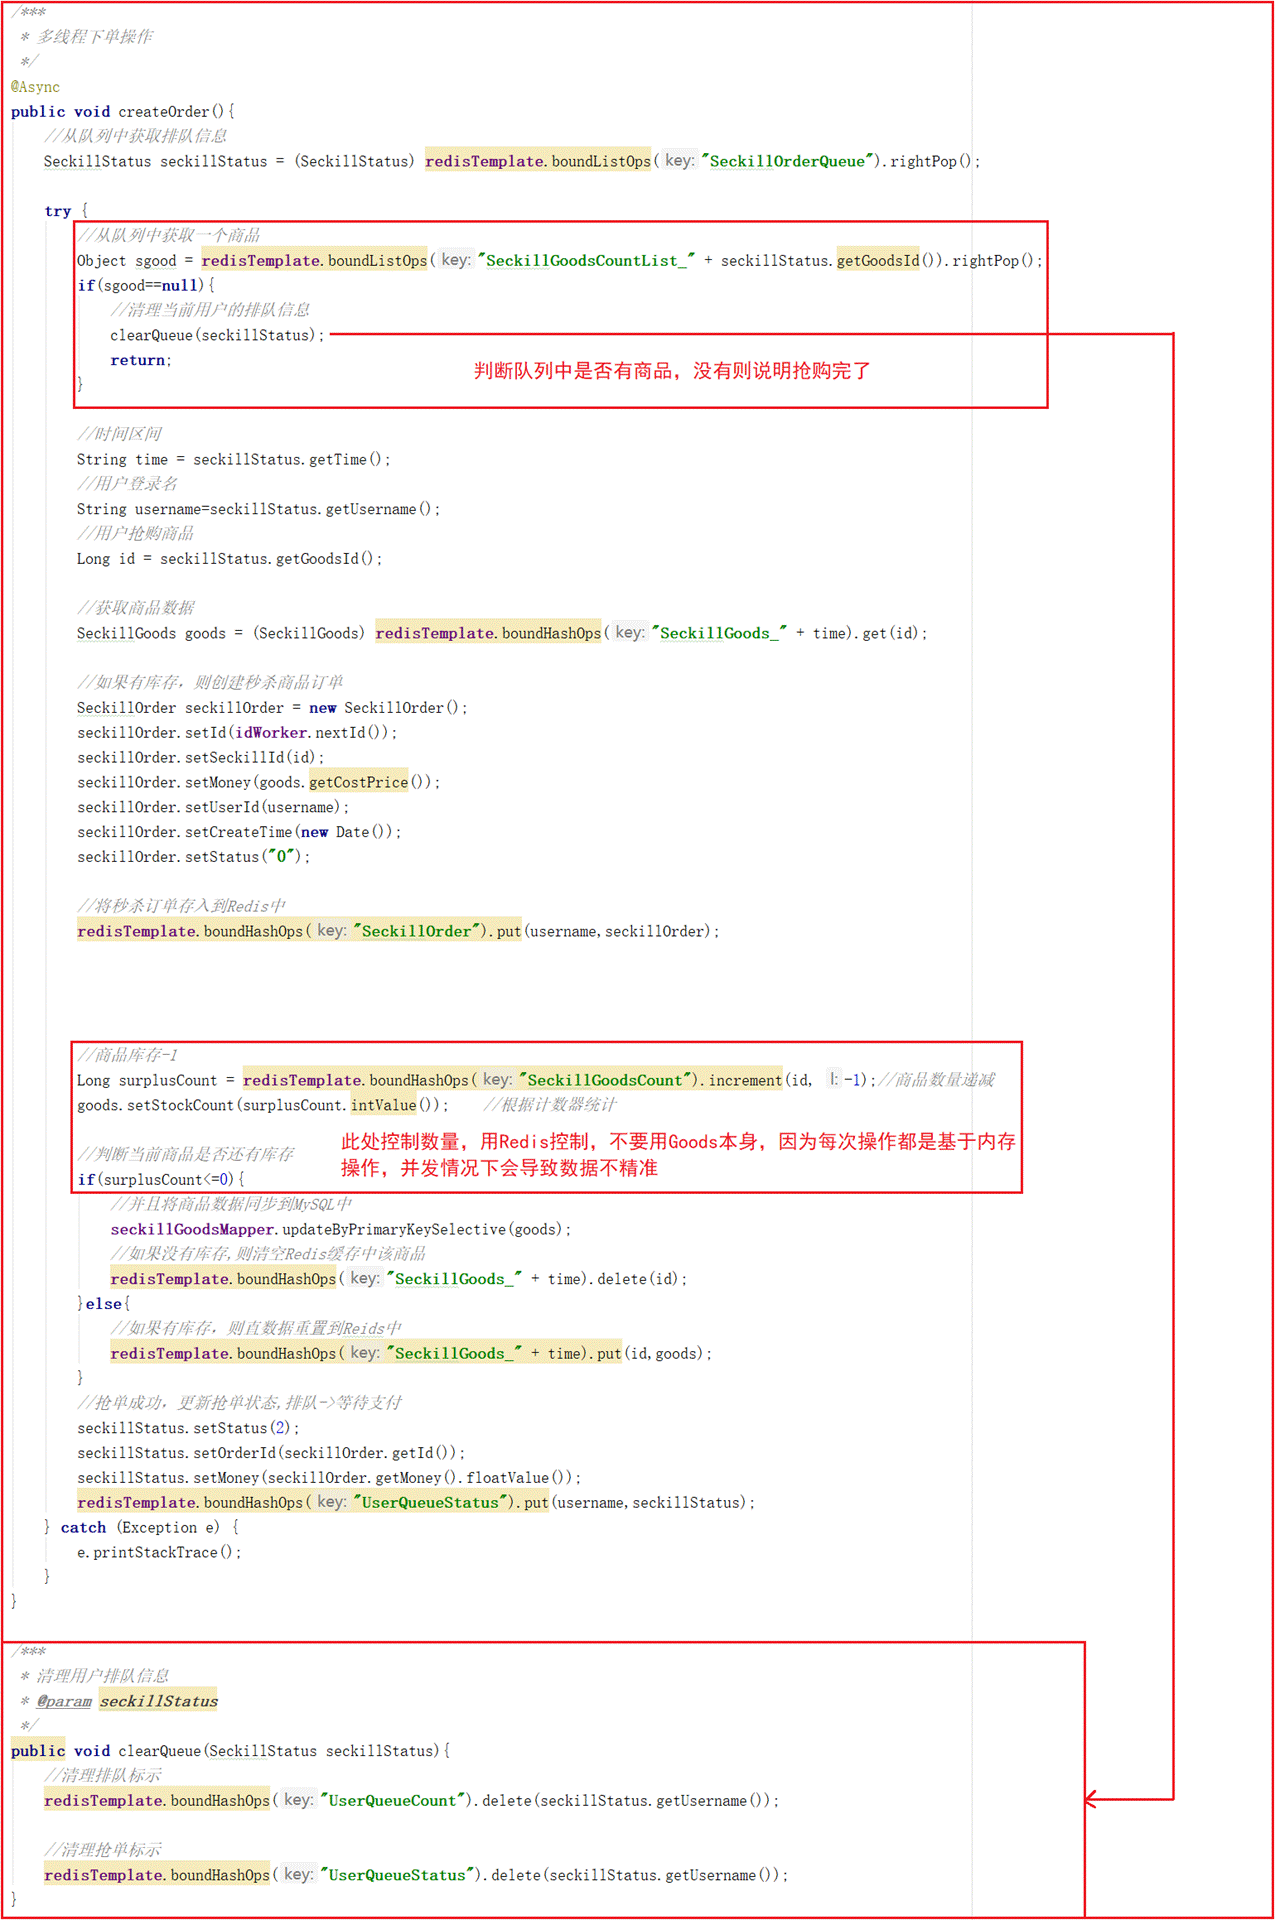 /***
 * 多线程下单操作
 */
@Async
public void createOrder(){
//从队列中获取排队信息
SeckillStatus seckillStatus = (SeckillStatus) redisTemplate.boundListOps( key: "SeckillOrderQueue").rightPop();
try {
//从队列中获取一个商品
Object sgood = redisTemplate.boundListOps( key: "SeckillGoodsCountList_" + seckillStatus.getGoodsId()).rightPop();
if(sgood==null){
//清理当前用户的排队信息
clearQueue(seckillStatus);
return;
判断队列中是否有商品，没有则说明抢购完了
}
//时间区间
String time = seckillStatus.getTime();
//用户登录名
String username=seckillStatus.getUsername();
//用户抢购商品
Long id = seckillStatus.getGoodsId();
//获取商品数据
SeckillGoods goods = (SeckillGoods) redisTemplate.boundHashOps( key: "SeckillGoods_" + time).get(id);
//如果有库存，则创建秒杀商品订单
SeckillOrder seckillOrder = new SeckillOrder();
seckillOrder.setId(idWorker.nextId());
seckillOrder.setSeckillId(id);
seckillOrder.setMoney(goods.getCostPrice());
seckillOrder.setUserId(username);
seckillOrder.setCreateTime(new Date());
seckillOrder.setStatus("0");
//将秒杀订单存入到Redis中
redisTemplate.boundHashOps( key: "SeckillOrder").put(username,seckillOrder);
//商品库存-1
Long surplusCount = redisTemplate.boundHashOps( key: "SeckillGoodsCount").increment(id, l: -1);//商品数量递减
goods.setStockCount(surplusCount.intValue()); //根据计数器统计
此处控制数量，用Redis控制，不要用Goods本身，因为每次操作都是基于内存
操作，并发情况下会导致数据不精准
//判断当前商品是否还有库存
if(surplusCount<=0){
//并且将商品数据同步到MySQL中
seckillGoodsMapper.updateByPrimaryKeySelective(goods);
//如果没有库存,则清空Redis缓存中该商品
redisTemplate.boundHashOps( key: "SeckillGoods_" + time).delete(id);
}else{
//如果有库存，则直数据重置到Reids中
redisTemplate.boundHashOps( key: "SeckillGoods_" + time).put(id,goods);
}
//抢单成功，更新抢单状态,排队->等待支付
seckillStatus.setStatus(2);
seckillStatus.setOrderId(seckillOrder.getId());
seckillStatus.setMoney(seckillOrder.getMoney().floatValue());
redisTemplate.boundHashOps( key: "UserQueueStatus").put(username,seckillStatus);
} catch (Exception e) {
e.printStackTrace();
}
}
/***
 * 清理用户排队信息
 * @param seckillStatus
 */
public void clearQueue(SeckillStatus seckillStatus){
//清理排队标示
redisTemplate.boundHashOps( key: "UserQueueCount").delete(seckillStatus.getUsername());
//清理抢单标示
redisTemplate.boundHashOps( key: "UserQueueStatus").delete(seckillStatus.getUsername());
}